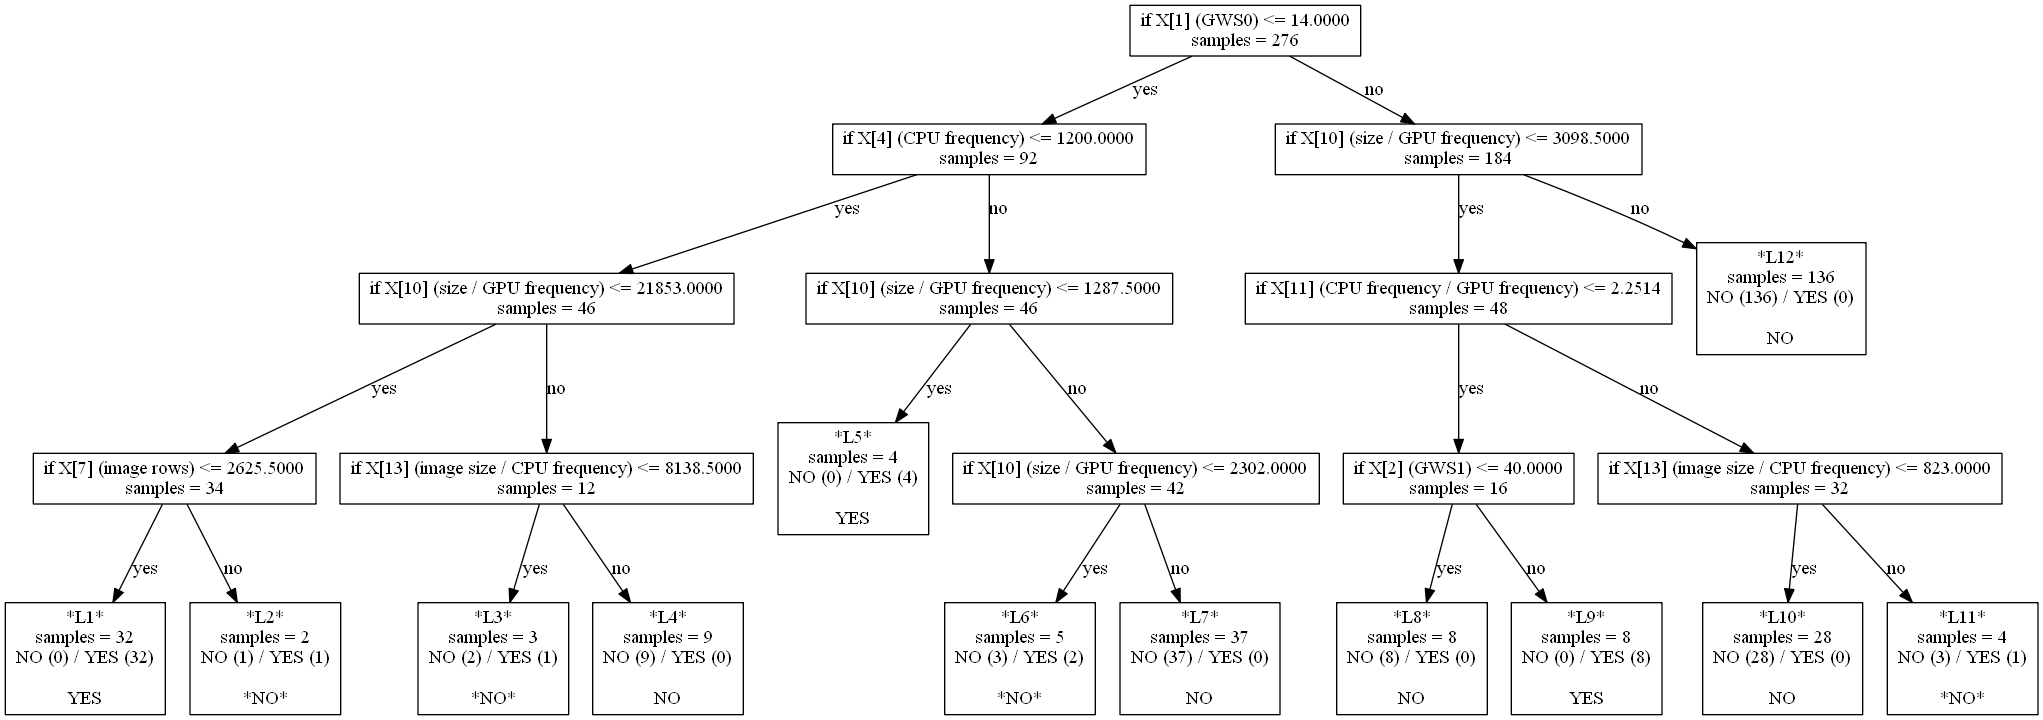 if X[1] (GWS0) <= 14.0000
samples = 276
yes
no
if X[4] (CPU frequency) <= 1200.0000
samples = 92
if X[10] (size / GPU frequency) <= 3098.5000
samples = 184
yes
no
yes
no
if X[10] (size / GPU frequency) <= 21853.0000
samples = 46
if X[10] (size / GPU frequency) <= 1287.5000
samples = 46
if X[11] (CPU frequency / GPU frequency) <= 2.2514
samples = 48
*L12*
samples = 136
NO (136) / YES (0)
NO
yes
no
yes
no
yes
no
if X[7] (image rows) <= 2625.5000
samples = 34
if X[13] (image size / CPU frequency) <= 8138.5000
samples = 12
*L5*
samples = 4
NO (0) / YES (4)
YES
if X[10] (size / GPU frequency) <= 2302.0000
samples = 42
if X[2] (GWS1) <= 40.0000
samples = 16
if X[13] (image size / CPU frequency) <= 823.0000
samples = 32
yes
no
yes
no
yes
no
yes
no
yes
no
*L1*
samples = 32
NO (0) / YES (32)
YES
*L2*
samples = 2
NO (1) / YES (1)
*NO*
*L3*
samples = 3
NO (2) / YES (1)
*NO*
*L4*
samples = 9
NO (9) / YES (0)
NO
*L6*
samples = 5
NO (3) / YES (2)
*NO*
*L7*
samples = 37
NO (37) / YES (0)
NO
*L8*
samples = 8
NO (8) / YES (0)
NO
*L9*
samples = 8
NO (0) / YES (8)
YES
*L10*
samples = 28
NO (28) / YES (0)
NO
*L11*
samples = 4
NO (3) / YES (1)
*NO*